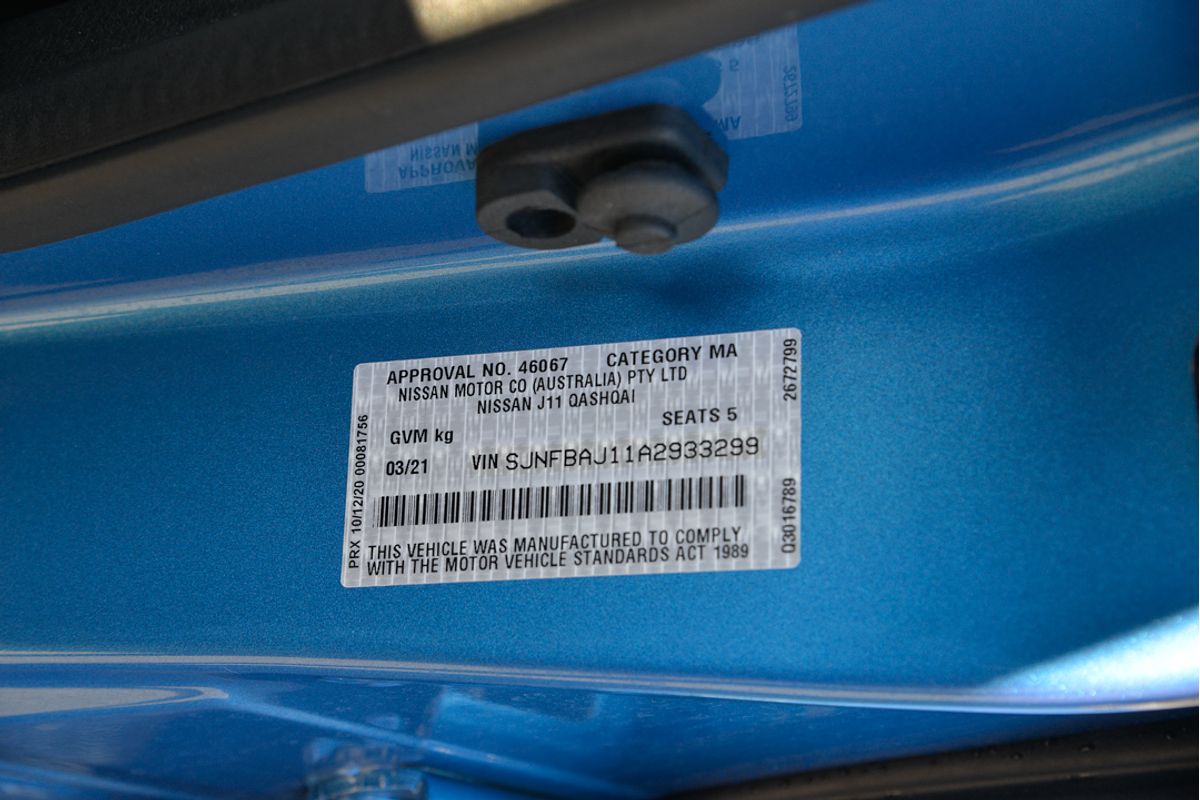 APPROVAL NO. 46067 CATEGORY MA
NISSAN MOTOR CO (AUSTRALIA) PTY LTD
NISSAN J11 QASHQAI
SEATS 5
GVM kg
03/21 VIN SJNFBAJ11A2933299
THIS VEHICLE WAS MANUFACTURED TO COMPLY
WITH THE MOTOR VEHICLE STANDARDS ACT 1989
PRX 10/12/20 00081756
2672799
Q3016789